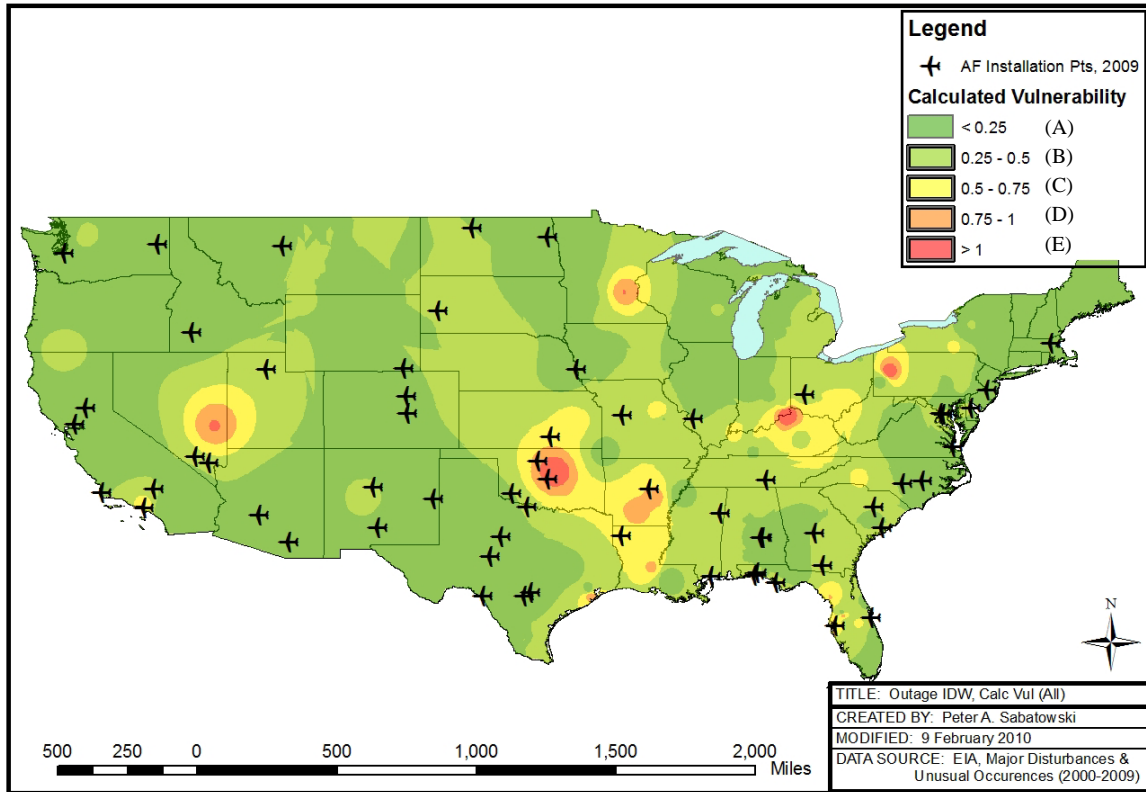 Legend
AF Installation Pts, 2009
Calculated Vulnerability
< 0.25 (A)
0.25 - 0.5 (B)
0.5 - 0.75 (C)
0.75 - 1 (D)
> 1 (E)
N
TITLE: Outage IDW, Calc Vul (All)
CREATED BY: Peter A. Sabatowski
MODIFIED: 9 February 2010
DATA SOURCE: EIA, Major Disturbances &
Unusual Occurences (2000-2009)
500 250 0 500 1,000 1,500 2,000
Miles